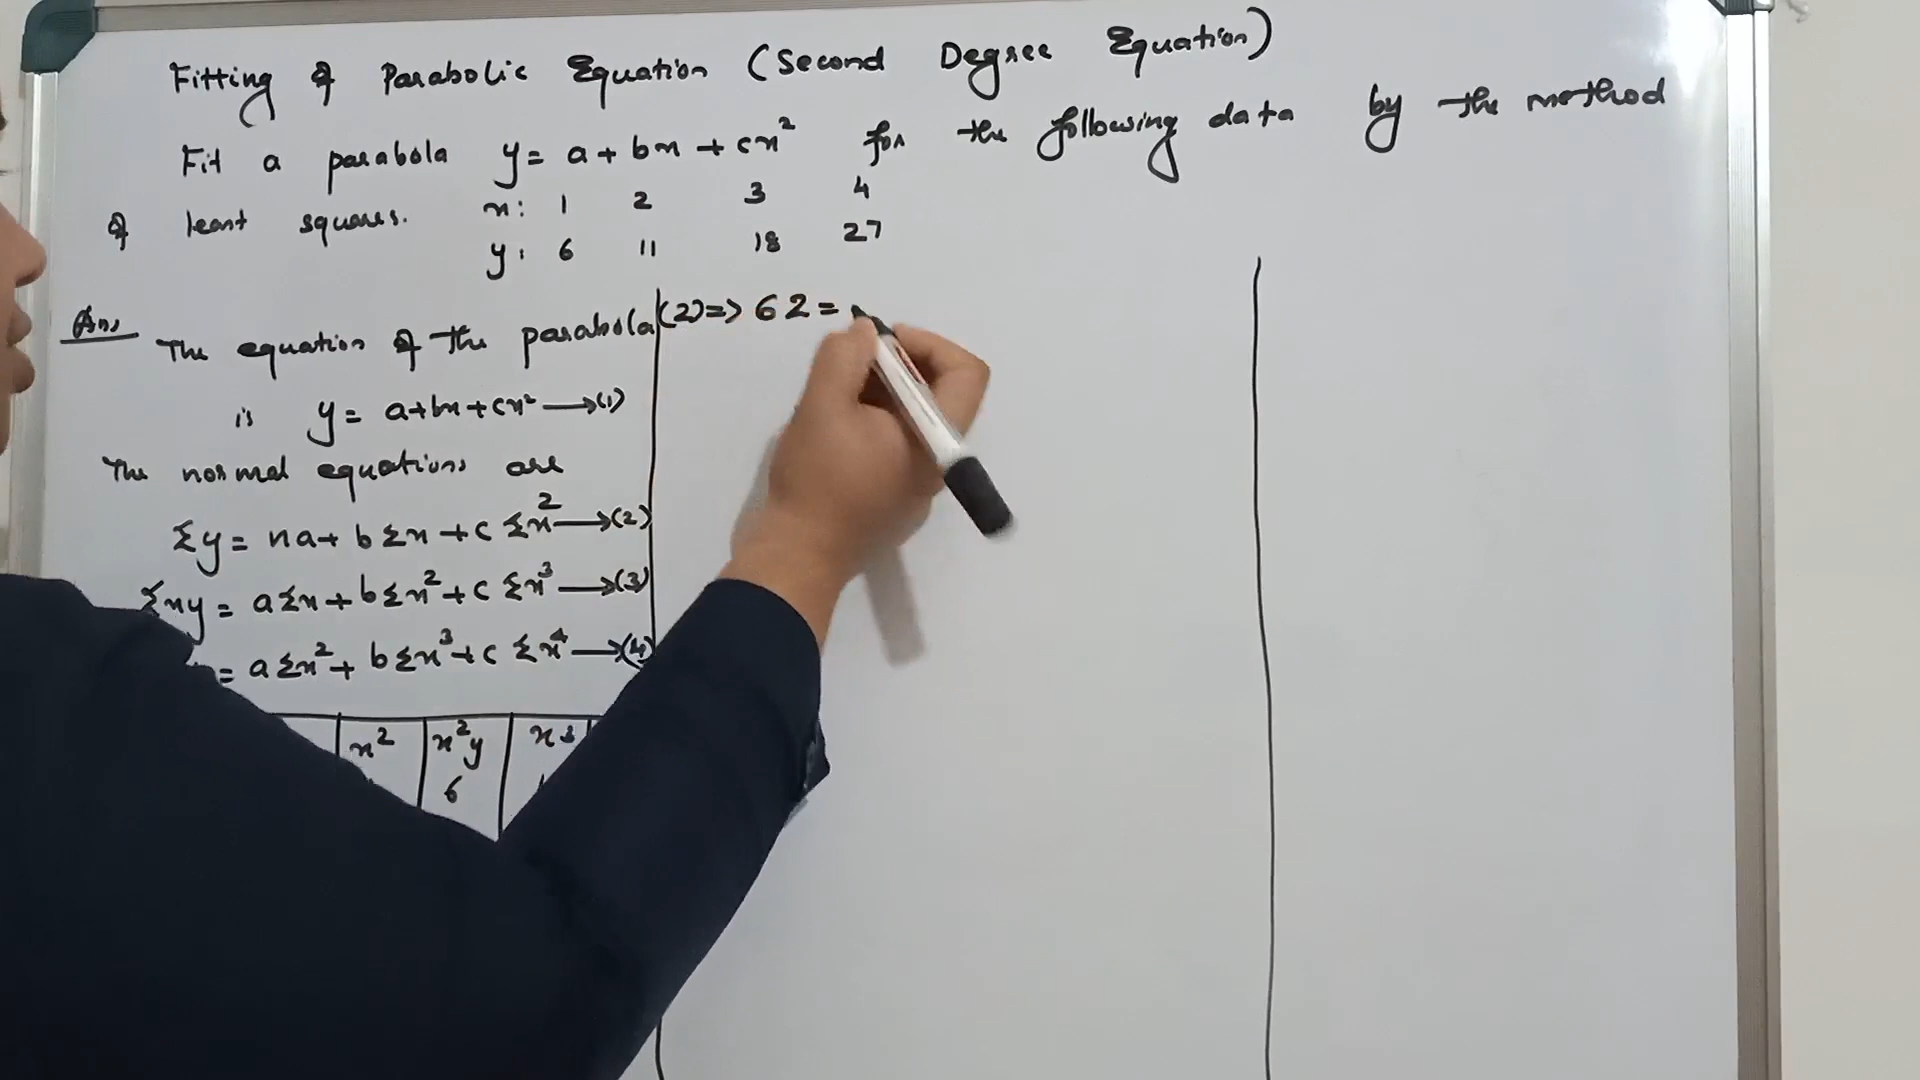 Fitting of Parabolic Equation (Second Degree Equation)
Fit a parabola y = a + bx + cx² for the following data by the method
of least squares. x: 1 2 3 4
y: 6 11 18 27
Ans The equation of the parabola
is y = a+bx+cx² →(1)
The normal equations are
Σy = na + bΣx + cΣx² →(2)
Σxy = aΣx + bΣx² + cΣx³ →(3)
= aΣx² + bΣx³ + cΣx⁴ →(4)
x² x²y x³
6
(2)=> 62 =